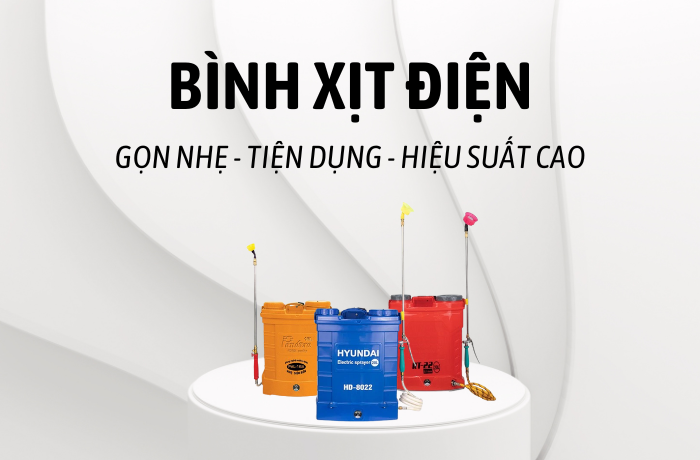 BÌNH XỊT ĐIỆN
GỌN NHẸ - TIỆN DỤNG - HIỆU SUẤT CAO
HYUNDAI
Electric sprayer
HD-8022